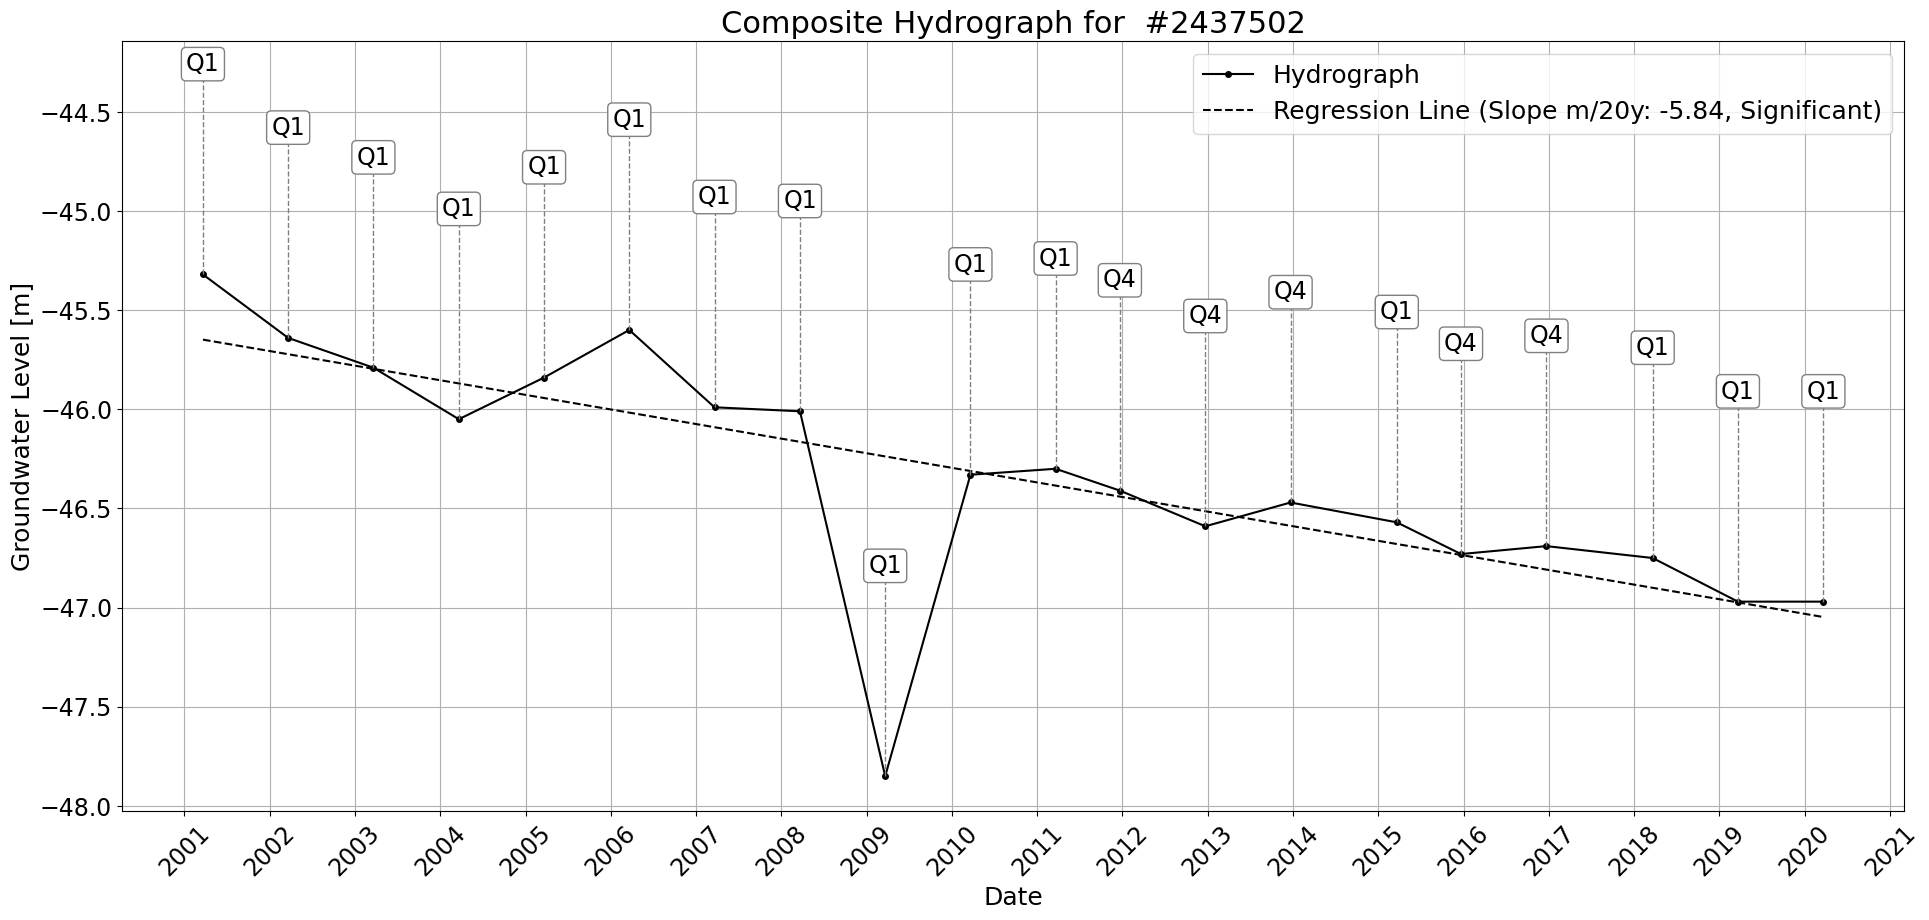 Composite Hydrograph for  #2437502
Hydrograph
Regression Line (Slope m/20y: -5.84, Significant)
Q1
Q1
Q1
Q1
Q1
Q1
Q1
Q1
Q1
Q1
Q1
Q4
Q4
Q4
Q1
Q4
Q4
Q1
Q1
Q1
Groundwater Level [m]
−44.5
−45.0
−45.5
−46.0
−46.5
−47.0
−47.5
−48.0
2001
2002
2003
2004
2005
2006
2007
2008
2009
2010
2011
2012
2013
2014
2015
2016
2017
2018
2019
2020
2021
Date